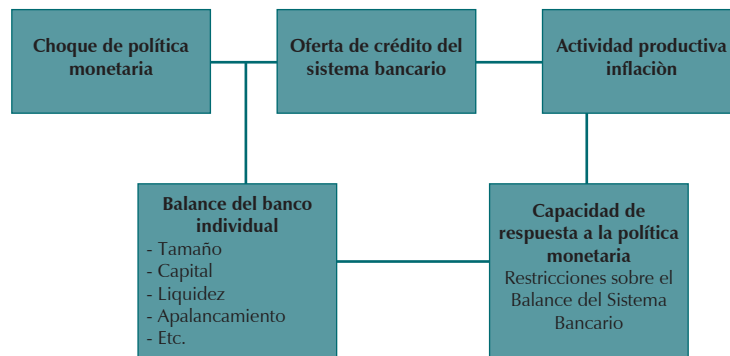 Choque de política
monetaria
Oferta de crédito del
sistema bancario
Actividad productiva
inflaciòn
Balance del banco
individual
- Tamaño
- Capital
- Liquidez
- Apalancamiento
- Etc.
Capacidad de
respuesta a la política
monetaria
Restricciones sobre el
Balance del Sistema
Bancario